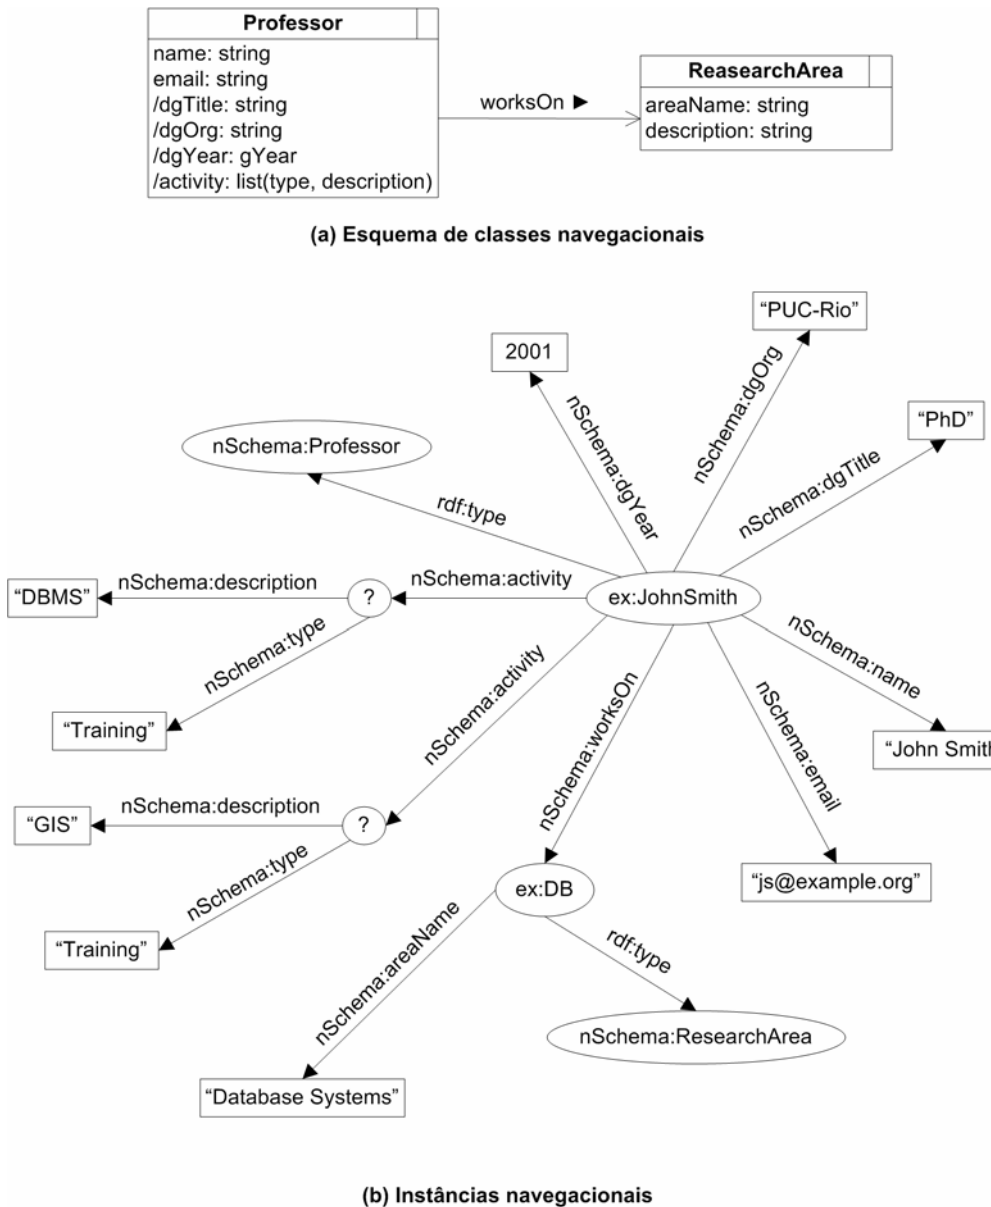 Professor
name: string
email: string
/dgTitle: string
/dgOrg: string
/dgYear: gYear
/activity: list(type, description)
worksOn ►
ReasearchArea
areaName: string
description: string
(a) Esquema de classes navegacionais
“PUC-Rio”
2001
nSchema:dgOrg
“PhD”
nSchema:dgYear
nSchema:dgTitle
nSchema:Professor
rdf:type
nSchema:description
nSchema:activity
“DBMS”
?
ex:JohnSmith
nSchema:type
nSchema:name
“Training”
nSchema:activity
nSchema:worksOn
nSchema:email
“John Smith
nSchema:description
“GIS”
?
nSchema:type
“Training”
ex:DB
“js@example.org”
nSchema:areaName
rdf:type
nSchema:ResearchArea
“Database Systems”
(b) Instâncias navegacionais